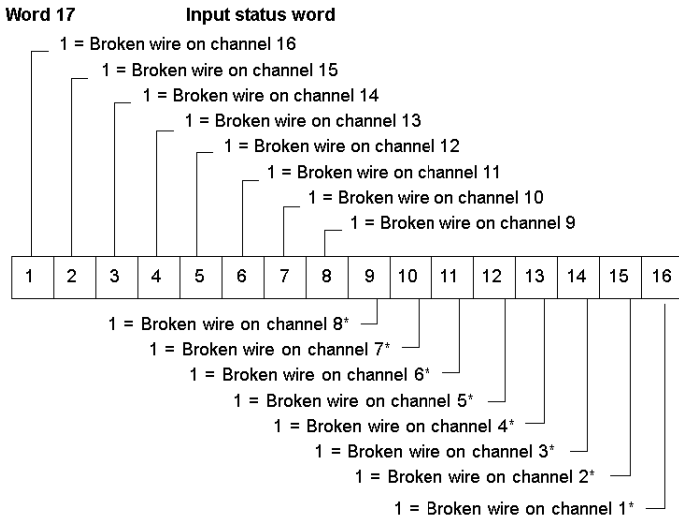 Word 17 Input status word
1 = Broken wire on channel 16
1 = Broken wire on channel 15
1 = Broken wire on channel 14
1 = Broken wire on channel 13
1 = Broken wire on channel 12
1 = Broken wire on channel 11
1 = Broken wire on channel 10
1 = Broken wire on channel 9
1 2 3 4 5 6 7 8 9 10 11 12 13 14 15 16
1 = Broken wire on channel 8*
1 = Broken wire on channel 7*
1 = Broken wire on channel 6*
1 = Broken wire on channel 5*
1 = Broken wire on channel 4*
1 = Broken wire on channel 3*
1 = Broken wire on channel 2*
1 = Broken wire on channel 1*